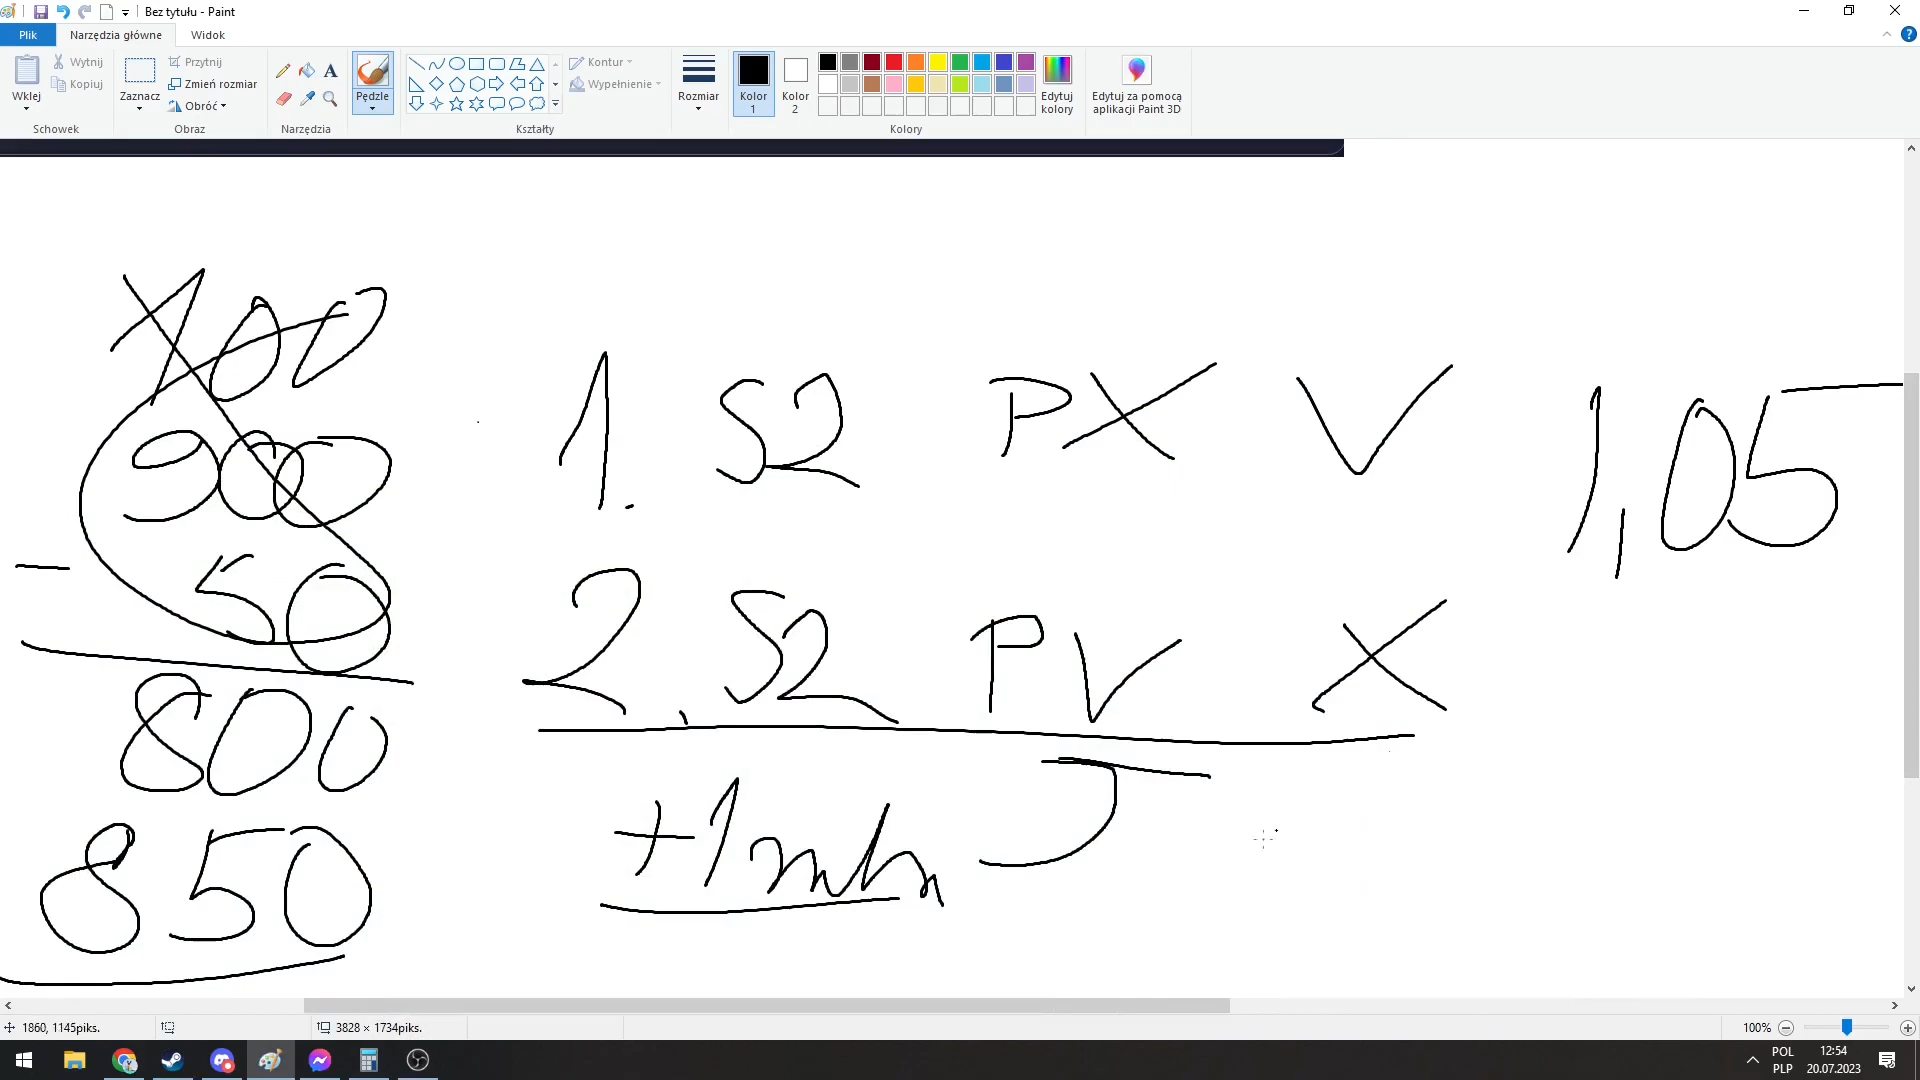 Bez tytułu - Paint
Plik Narzędzia główne Widok
Wklej
Wytnij
Kopiuj
Schowek
Zaznacz
Przytnij
Zmień rozmiar
Obróć
Obraz
A
Narzędzia
Pędzle
Kontur
Wypełnienie
Kształty
Rozmiar
Kolor
1
Kolor
2
Edytuj
kolory
Kolory
Edytuj za pomocą
aplikacji Paint 3D
900
- 50
800
850
1. S2 PX V 1,05
2. S2 PV X
1860, 1145piks.
3828 × 1734piks.
100%
POL
PLP
12:54
20.07.2023